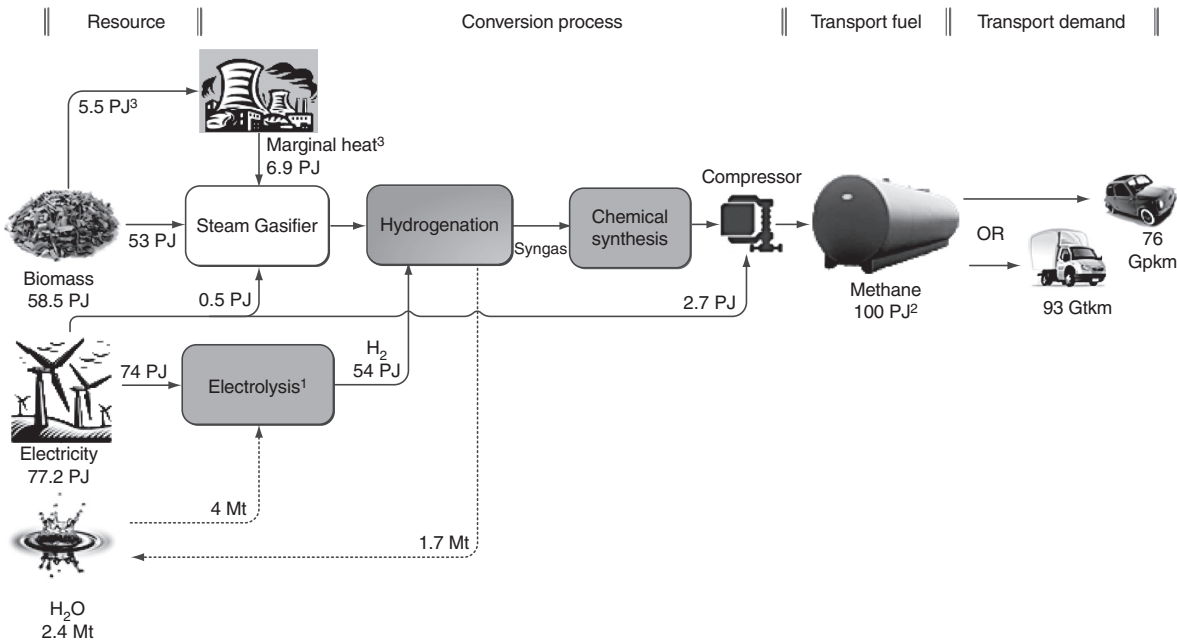 Resource
Conversion process
Transport fuel
Transport demand
5.5 PJ³
Marginal heat³
6.9 PJ
Compressor
Steam Gasifier
Hydrogenation
Chemical
synthesis
53 PJ
Syngas
OR
76
Gpkm
Biomass
58.5 PJ
0.5 PJ
2.7 PJ
Methane
100 PJ²
93 Gtkm
H₂
54 PJ
74 PJ
Electrolysis¹
Electricity
77.2 PJ
4 Mt
1.7 Mt
H₂O
2.4 Mt